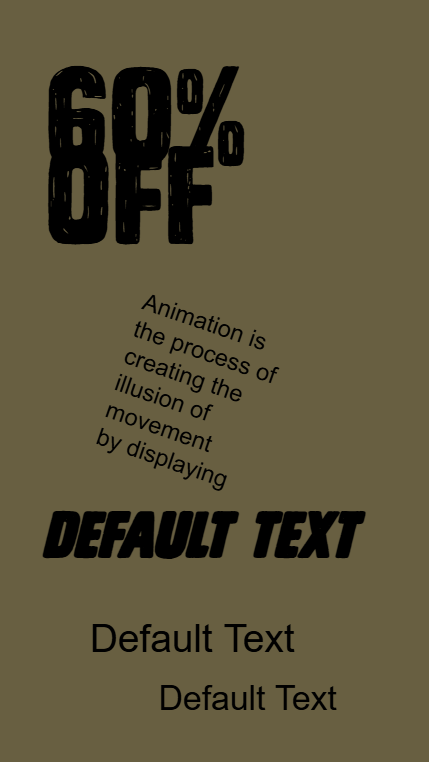 60%
OFF
Animation is
the process of
creating the
illusion of
movement
by displaying
DEFAULT TEXT
Default Text
Default Text